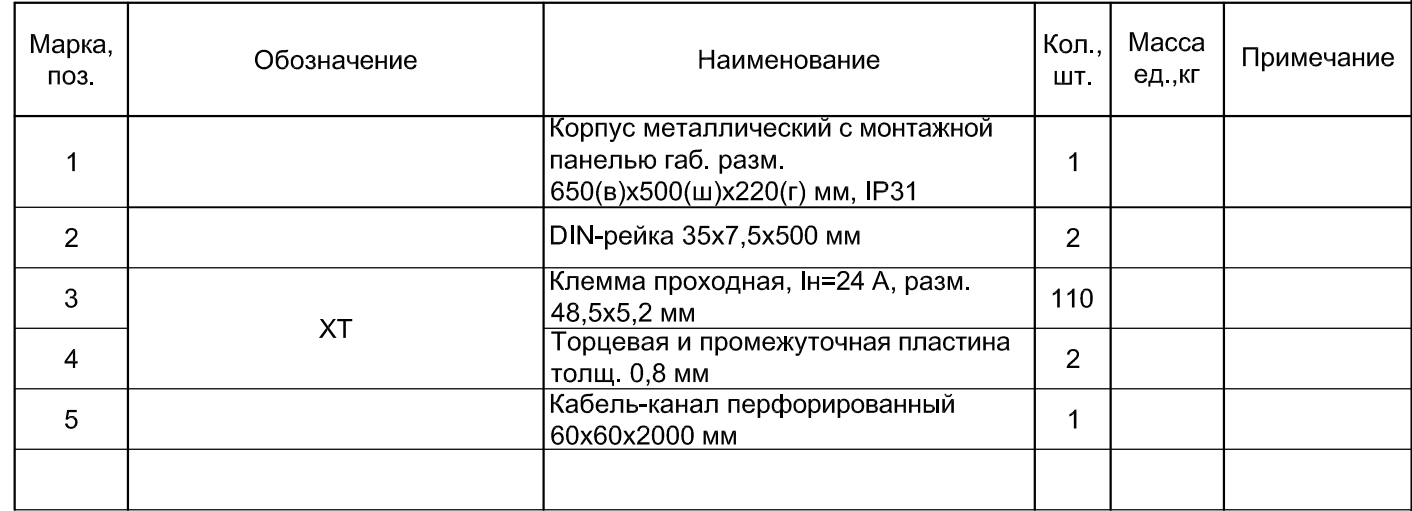 Марка, поз. Обозначение Наименование Кол., шт. Масса ед.,кг Примечание
1 Корпус металлический с монтажной
панелью габ. разм.
650(в)х500(ш)х220(г) мм, IP31 1
2 DIN-рейка 35х7,5х500 мм 2
3 ХТ Клемма проходная, Iн=24 А, разм.
48,5х5,2 мм 110
4 Торцевая и промежуточная пластина
толщ. 0,8 мм 2
5 Кабель-канал перфорированный
60х60х2000 мм 1